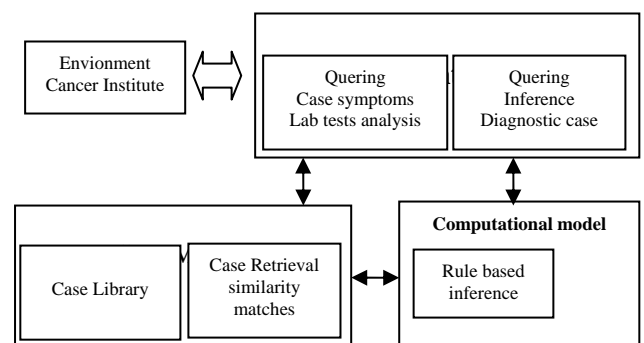 Envionment
Cancer Institute
Quering
Case symptoms
Lab tests analysis
Quering
Inference
Diagnostic case
Computational model
Case Library
Case Retrieval
similarity
matches
Rule based
inference